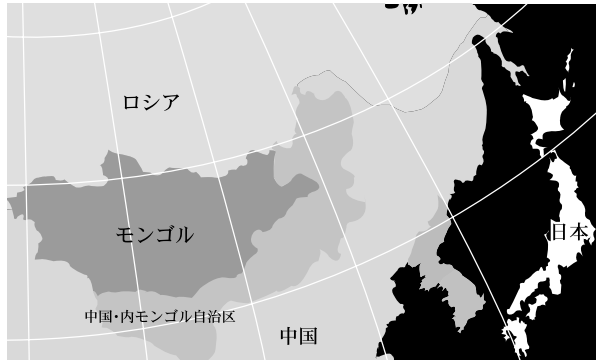 ロシア
モンゴル
日本
中国・内モンゴル自治区
中国